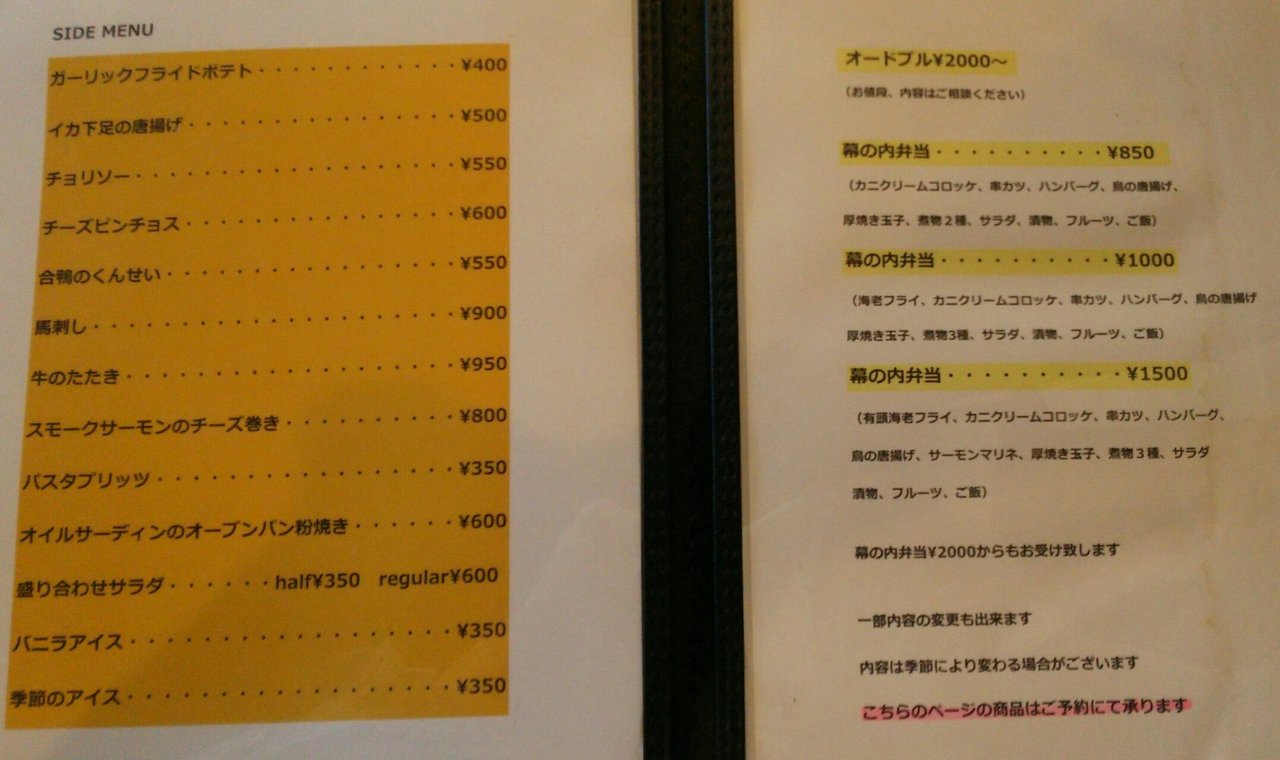 SIDE MENU
ガーリックフライドポテト・・・・・・・・・・・・¥400
イカ下足の唐揚げ・・・・・・・・・・・・・・・・¥500
チョリソー・・・・・・・・・・・・・・・・・・・¥550
チーズピンチョス・・・・・・・・・・・・・・・・¥600
合鴨のくんせい・・・・・・・・・・・・・・・・・¥550
馬刺し・・・・・・・・・・・・・・・・・・・・・¥900
牛のたたき・・・・・・・・・・・・・・・・・・・¥950
スモークサーモンのチーズ巻き・・・・・・・・・・¥800
パスタブリッツ・・・・・・・・・・・・・・・・・¥350
オイルサーディンのオーブンパン粉焼き・・・・・・¥600
盛り合わせサラダ・・・・・・half¥350 regular¥600
バニラアイス・・・・・・・・・・・・・・・・・・・¥350
季節のアイス・・・・・・・・・・・・・・・・・・・¥350
オードブル¥2000～
（お値段、内容はご相談ください）
幕の内弁当・・・・・・・・・・¥850
（カニクリームコロッケ、串カツ、ハンバーグ、鳥の唐揚げ、
厚焼き玉子、煮物２種、サラダ、漬物、フルーツ、ご飯）
幕の内弁当・・・・・・・・・・¥1000
（海老フライ、カニクリームコロッケ、串カツ、ハンバーグ、鳥の唐揚げ
厚焼き玉子、煮物3種、サラダ、漬物、フルーツ、ご飯）
幕の内弁当・・・・・・・・・・¥1500
（有頭海老フライ、カニクリームコロッケ、串カツ、ハンバーグ、
鳥の唐揚げ、サーモンマリネ、厚焼き玉子、煮物３種、サラダ
漬物、フルーツ、ご飯）
幕の内弁当¥2000からもお受け致します
一部内容の変更も出来ます
内容は季節により変わる場合がございます
こちらのページの商品はご予約にて承ります